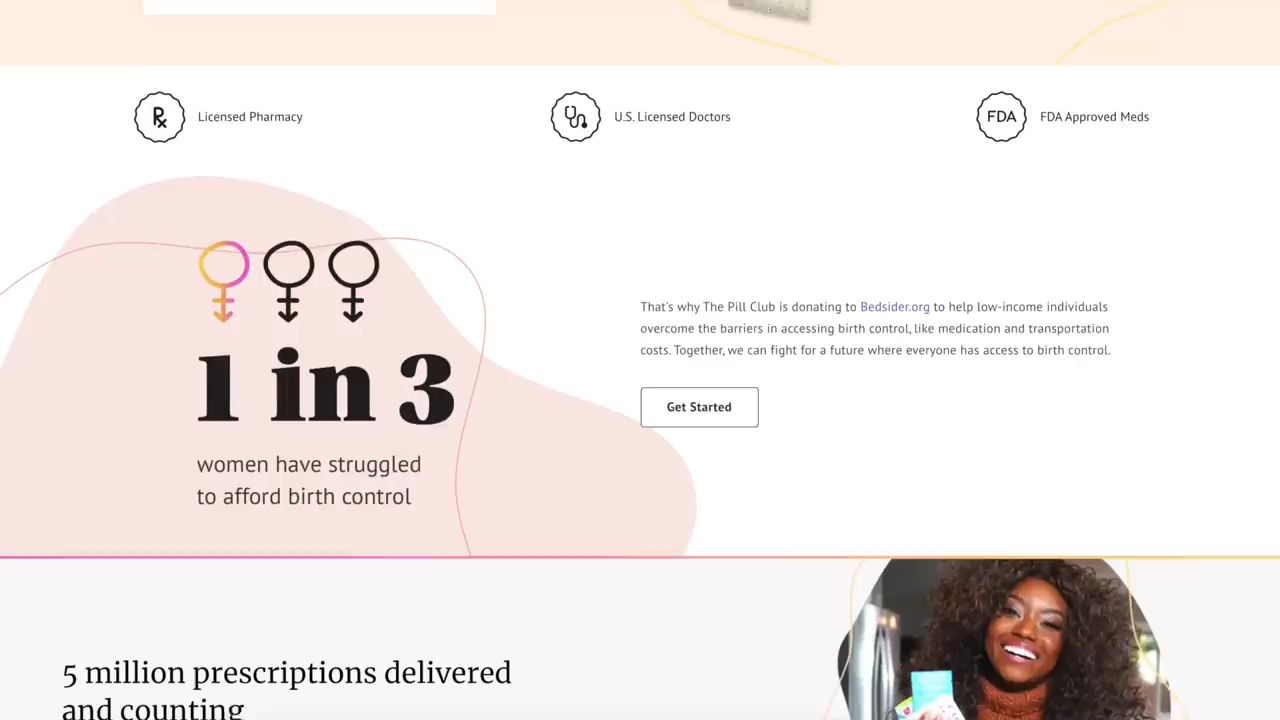 Rx
Licensed Pharmacy
U.S. Licensed Doctors
FDA
FDA Approved Meds
1 in 3
women have struggled
to afford birth control
That's why The Pill Club is donating to Bedsider.org to help low-income individuals
overcome the barriers in accessing birth control, like medication and transportation
costs. Together, we can fight for a future where everyone has access to birth control.
Get Started
5 million prescriptions delivered
and counting